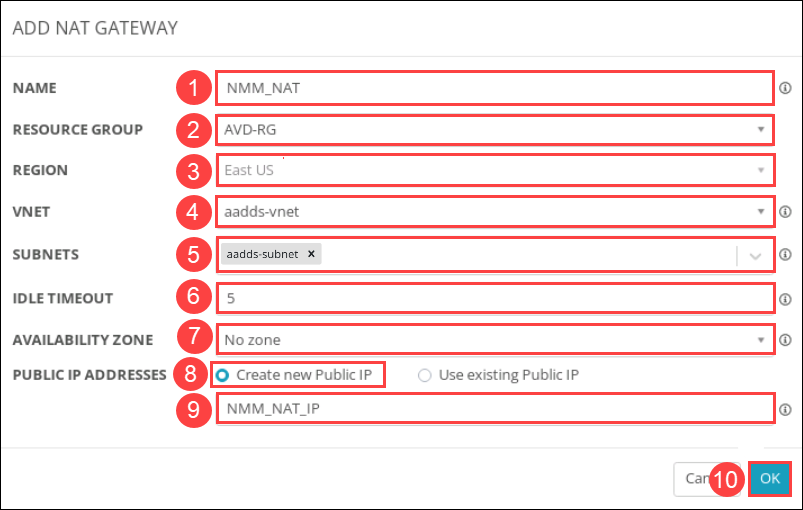 ADD NAT GATEWAY
NAME 1 NMM_NAT
RESOURCE GROUP 2 AVD-RG
REGION 3 East US
VNET 4 aadds-vnet
SUBNETS 5 aadds-subnet x
IDLE TIMEOUT 6 5
AVAILABILITY ZONE 7 No zone
PUBLIC IP ADDRESSES 8 Create new Public IP Use existing Public IP
9 NMM_NAT_IP
10 OK